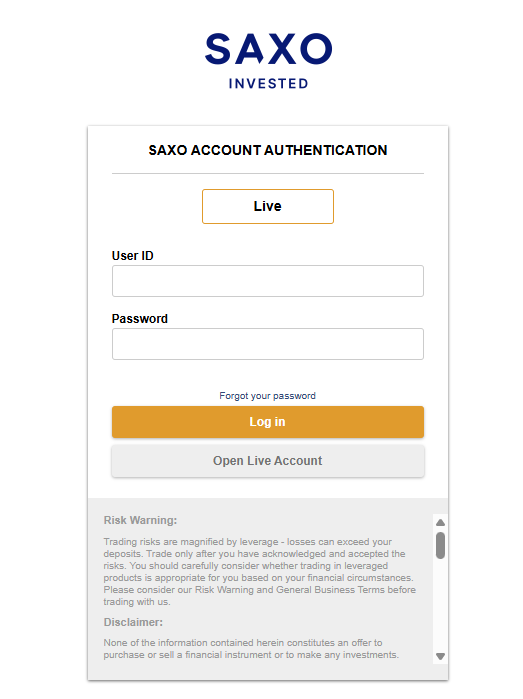 SAXO
INVESTED
SAXO ACCOUNT AUTHENTICATION
Live
User ID
Password
Forgot your password
Log in
Open Live Account
Risk Warning:
Trading risks are magnified by leverage - losses can exceed your
deposits. Trade only after you have acknowledged and accepted the
risks. You should carefully consider whether trading in leveraged
products is appropriate for you based on your financial circumstances.
Please consider our Risk Warning and General Business Terms before
trading with us.
Disclaimer:
None of the information contained herein constitutes an offer to
purchase or sell a financial instrument or to make any investments.